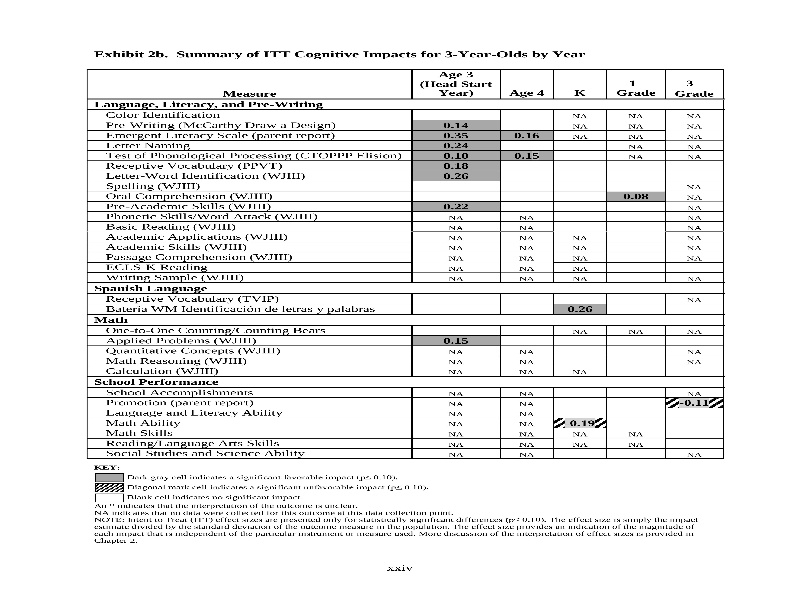 Exhibit 2b. Summary of ITT Cognitive Impacts for 3-Year-Olds by Year
Measure Age 3 (Head Start Year) Age 4 K 1 Grade 3 Grade
Language, Literacy, and Pre-Writing
Color Identification NA NA NA
Pre-Writing (McCarthy Draw a Design) 0.14 NA NA NA
Emergent Literacy Scale (parent report) 0.35 0.16 NA NA NA
Letter Naming 0.24 NA NA
Test of Phonological Processing (CTOPPP Elision) 0.10 0.15 NA NA
Receptive Vocabulary (PPVT) 0.18
Letter-Word Identification (WJIII) 0.26
Spelling (WJIII) NA
Oral Comprehension (WJIII) 0.08 NA
Pre-Academic Skills (WJIII) 0.22 NA
Phonetic Skills/Word Attack (WJIII) NA NA NA
Basic Reading (WJIII) NA NA NA
Academic Applications (WJIII) NA NA NA NA
Academic Skills (WJIII) NA NA NA NA
Passage Comprehension (WJIII) NA NA NA NA
ECLS-K Reading NA NA NA
Writing Sample (WJIII) NA NA NA NA
Spanish Language
Receptive Vocabulary (TVIP) NA
Batería WM Identificación de letras y palabras 0.26
Math
One-to-One Counting/Counting Bears NA NA NA
Applied Problems (WJIII) 0.15
Quantitative Concepts (WJIII) NA NA NA
Math Reasoning (WJIII) NA NA NA
Calculation (WJIII) NA NA NA
School Performance
School Accomplishments NA NA NA
Promotion (parent report) NA NA -0.11
Language and Literacy Ability NA NA
Math Ability NA NA 0.19
Math Skills NA NA NA NA
Reading/Language Arts Skills NA NA NA NA
Social Studies and Science Ability NA NA NA
KEY:
Dark gray cell indicates a significant favorable impact (p≤ 0.10).
Diagonal mark cell indicates a significant unfavorable impact (p≤ 0.10).
Blank cell indicates no significant impact
An indicates that the interpretation of the outcome is unclear.
NA indicates that no data were collected for this outcome at this data collection point.
NOTE: Intent to Treat (ITT) effect sizes are presented only for statistically significant differences (p≤ 0.10). The effect size is simply the impact
estimate divided by the standard deviation of the outcome measure in the population. The effect size provides an indication of the magnitude of
each impact that is independent of the particular instrument or measure used. More discussion of the interpretation of effect sizes is provided in
Chapter 2.
xxiv